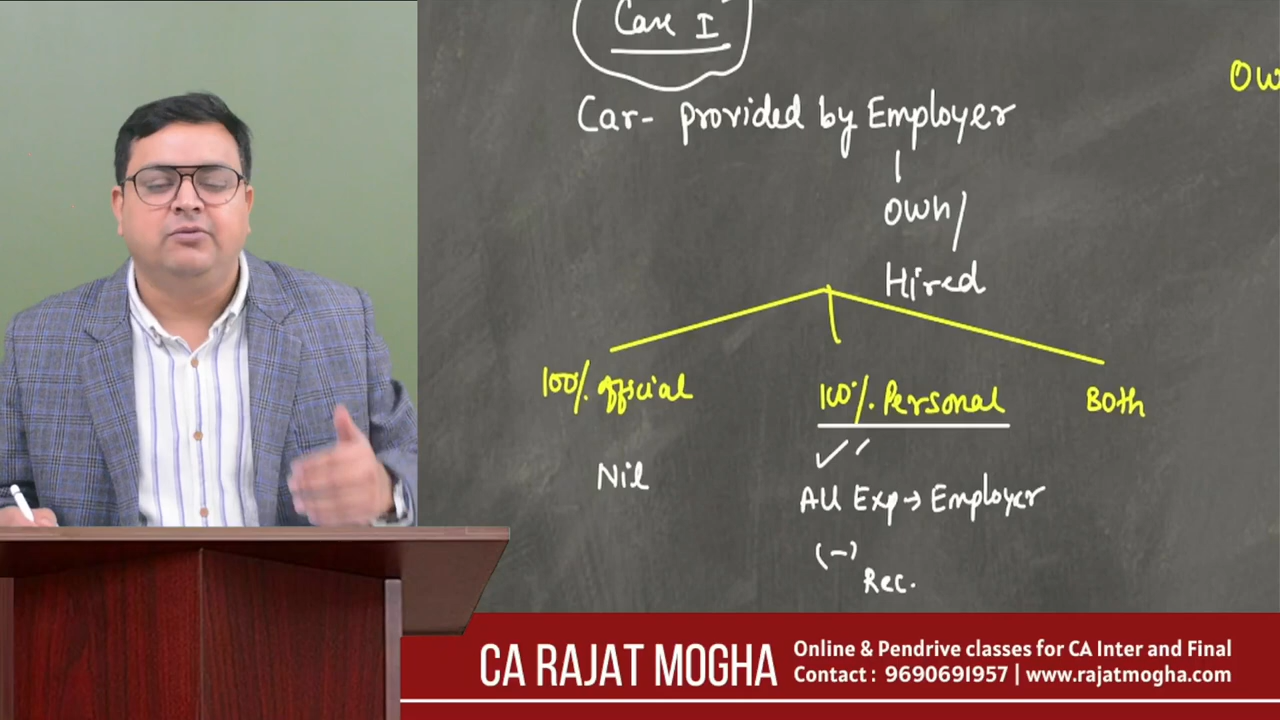 Case I
OW
Car- provided by Employer
own/
Hired
100% official
100% Personal
Both
Nil
All Exp→ Employer
(-)
Rec.
CA RAJAT MOGHA
Online & Pendrive classes for CA Inter and Final
Contact : 9690691957 | www.rajatmogha.com